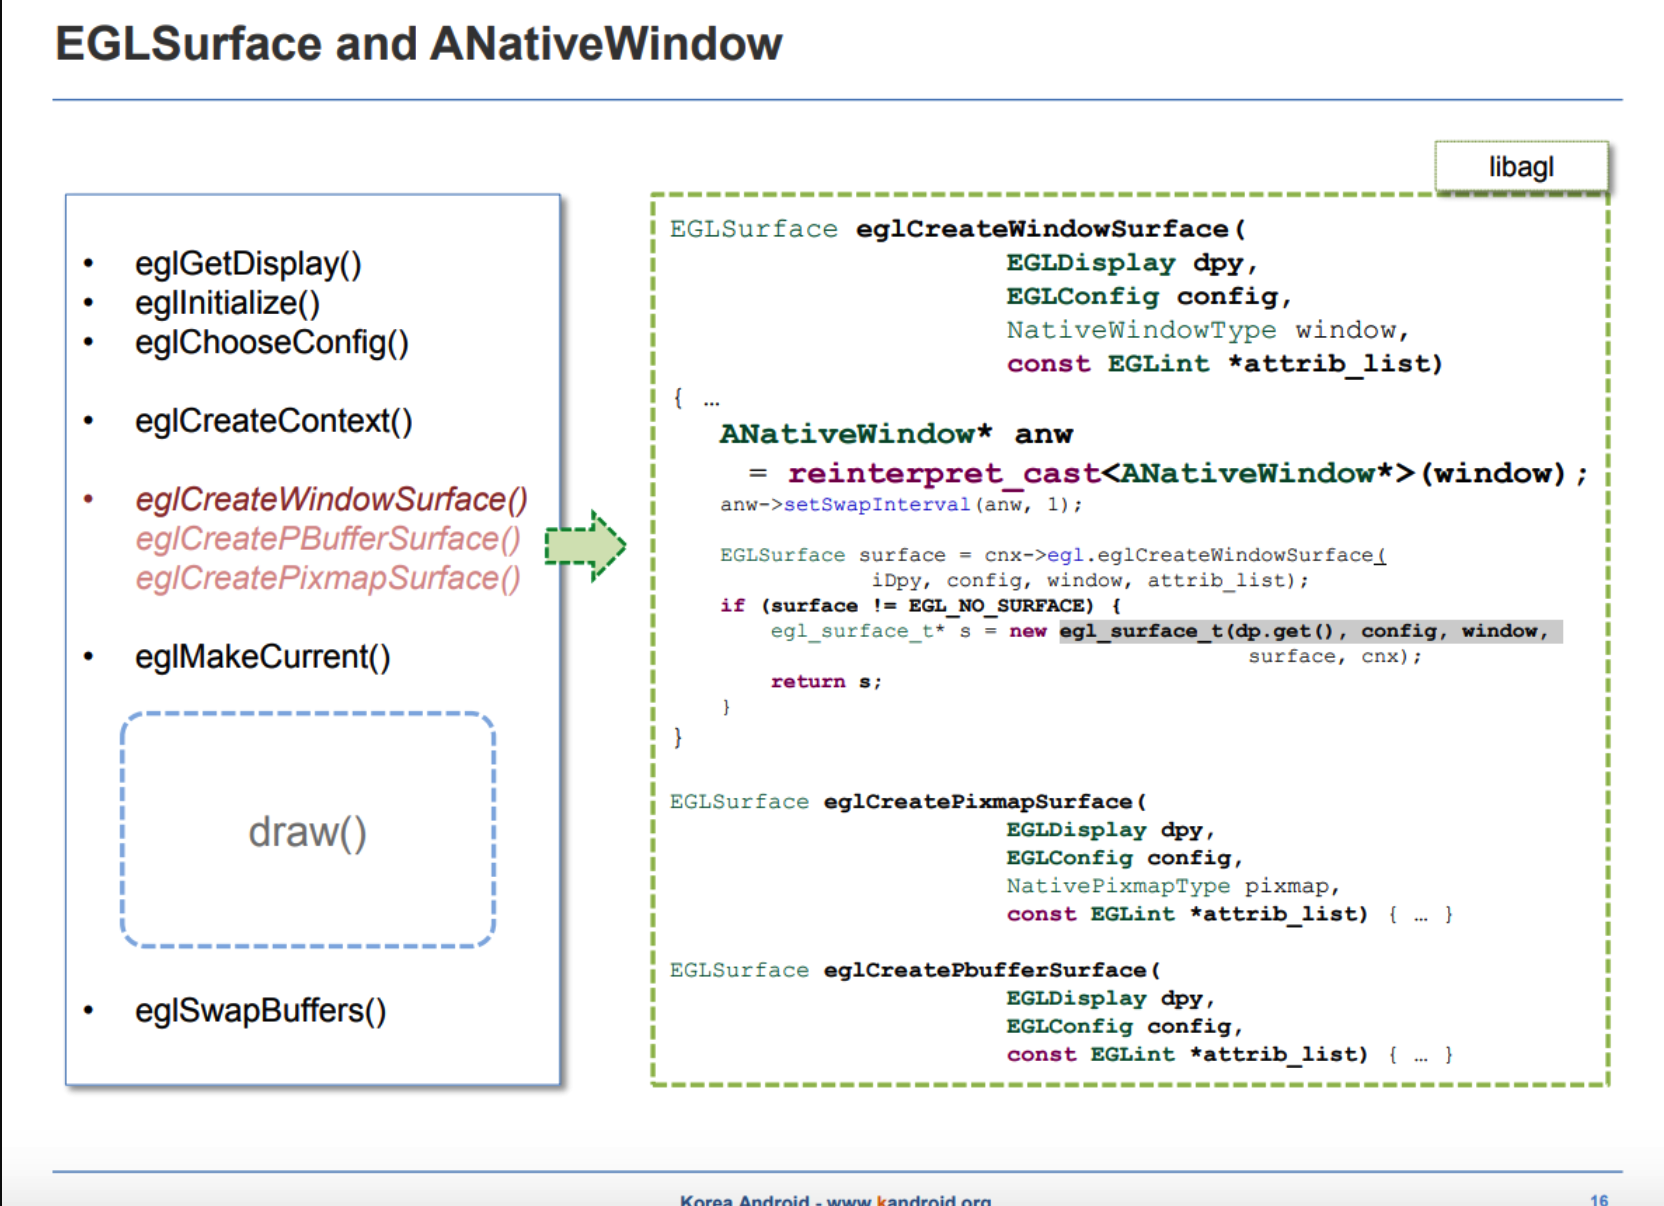 EGLSurface and ANativeWindow
• eglGetDisplay()
• eglInitialize()
• eglChooseConfig()
• eglCreateContext()
• eglCreateWindowSurface()
eglCreatePBufferSurface()
eglCreatePixmapSurface()
• eglMakeCurrent()
draw()
• eglSwapBuffers()
libagl
EGLSurface eglCreateWindowSurface(
EGLDisplay dpy,
EGLConfig config,
NativeWindowType window,
const EGLint *attrib_list)
{ …
ANativeWindow* anw
= reinterpret_cast<ANativeWindow*>(window);
anw->setSwapInterval(anw, 1);
EGLSurface surface = cnx->egl.eglCreateWindowSurface(
iDpy, config, window, attrib_list);
if (surface != EGL_NO_SURFACE) {
egl_surface_t* s = new egl_surface_t(dp.get(), config, window,
surface, cnx);
return s;
}
}
EGLSurface eglCreatePixmapSurface(
EGLDisplay dpy,
EGLConfig config,
NativePixmapType pixmap,
const EGLint *attrib_list) { … }
EGLSurface eglCreatePbufferSurface(
EGLDisplay dpy,
EGLConfig config,
const EGLint *attrib_list) { … }
Korea Android - www.kandroid.org
16